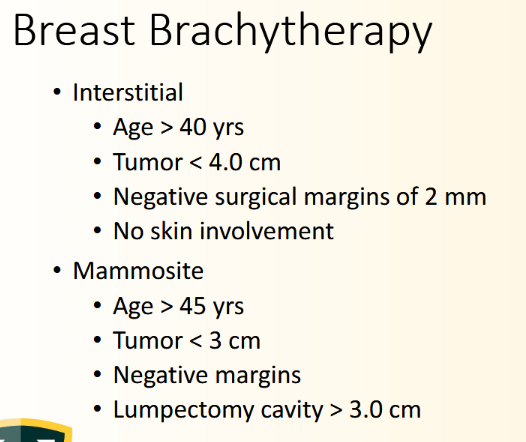 Breast Brachytherapy
• Interstitial
• Age > 40 yrs
• Tumor < 4.0 cm
• Negative surgical margins of 2 mm
• No skin involvement
• Mammosite
• Age > 45 yrs
• Tumor < 3 cm
• Negative margins
• Lumpectomy cavity > 3.0 cm